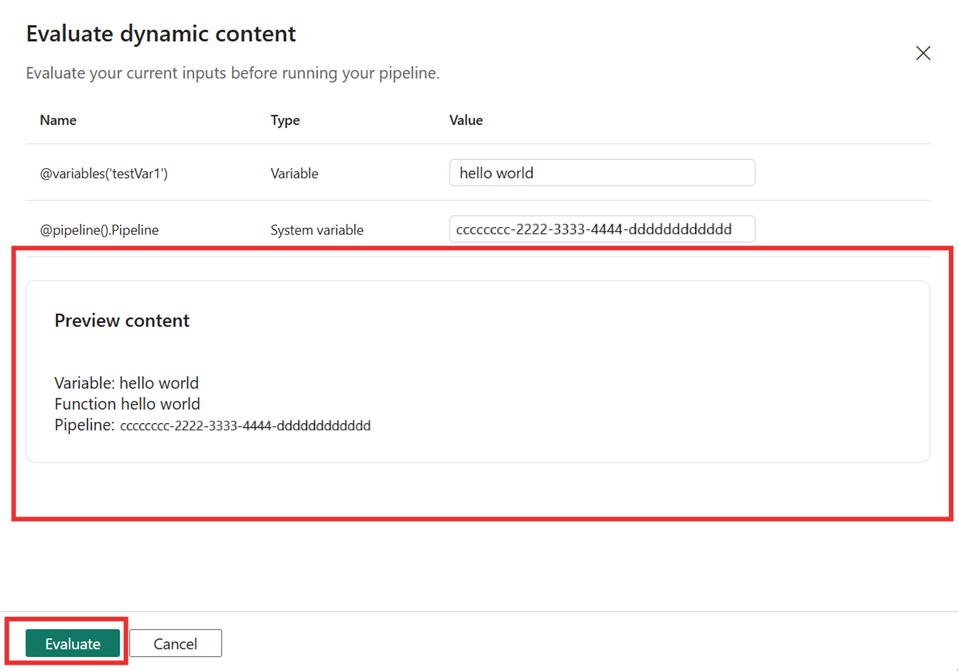 Evaluate dynamic content
Evaluate your current inputs before running your pipeline.
Name Type Value
@variables('testVar1') Variable hello world
@pipeline().Pipeline System variable cccccccc-2222-3333-4444-dddddddddddd
Preview content
Variable: hello world
Function hello world
Pipeline: cccccccc-2222-3333-4444-dddddddddddd
Evaluate Cancel